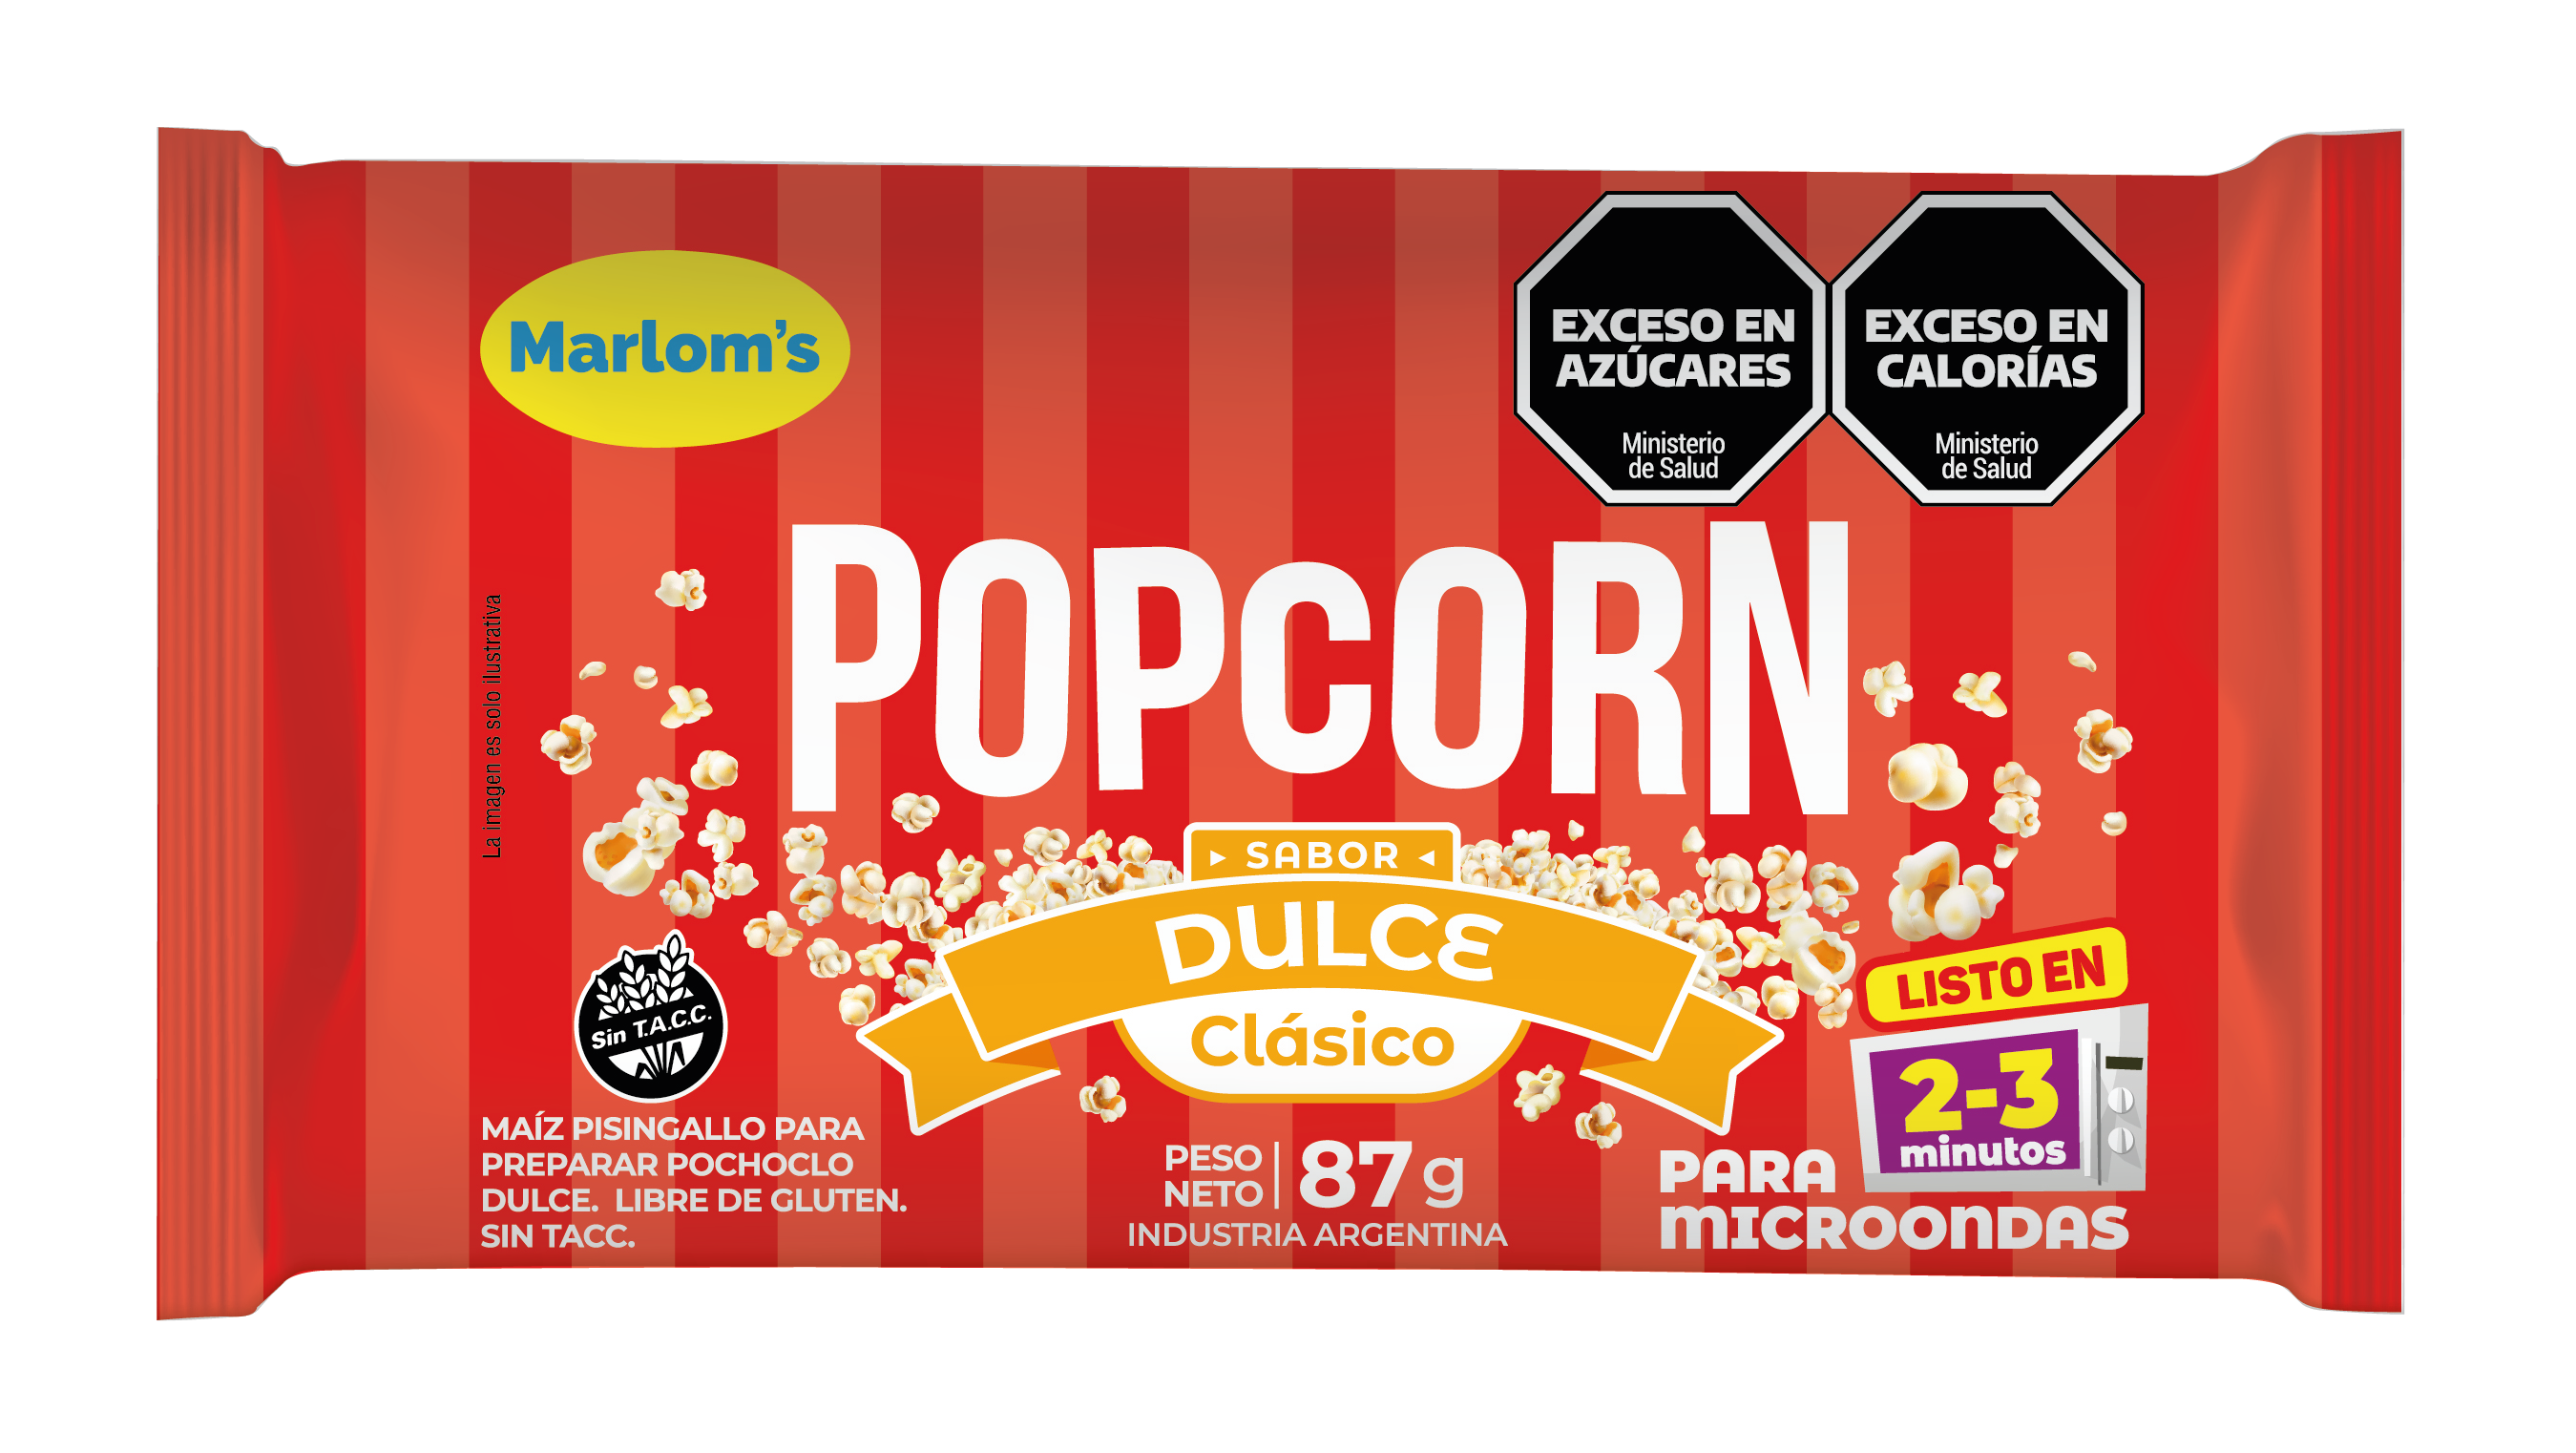 Marlom's
EXCESO EN
AZÚCARES
Ministerio
de Salud
EXCESO EN
CALORÍAS
Ministerio
de Salud
POPCORN
La imagen es solo ilustrativa
SABOR
DULCE
Clásico
Sin T.A.C.C.
MAÍZ PISINGALLO PARA
PREPARAR POCHOCLO
DULCE. LIBRE DE GLUTEN.
SIN TACC.
PESO
NETO
87g
INDUSTRIA ARGENTINA
LISTO EN
2-3
minutos
PARA
MICROONDAS